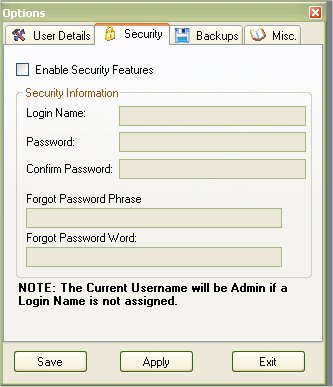 Options
User Details
Security
Backups
Misc.
Enable Security Features
Security Information
Login Name:
Password:
Confirm Password:
Forgot Password Phrase
Forgot Password Word:
NOTE: The Current Username will be Admin if a
Login Name is not assigned.
Save
Apply
Exit